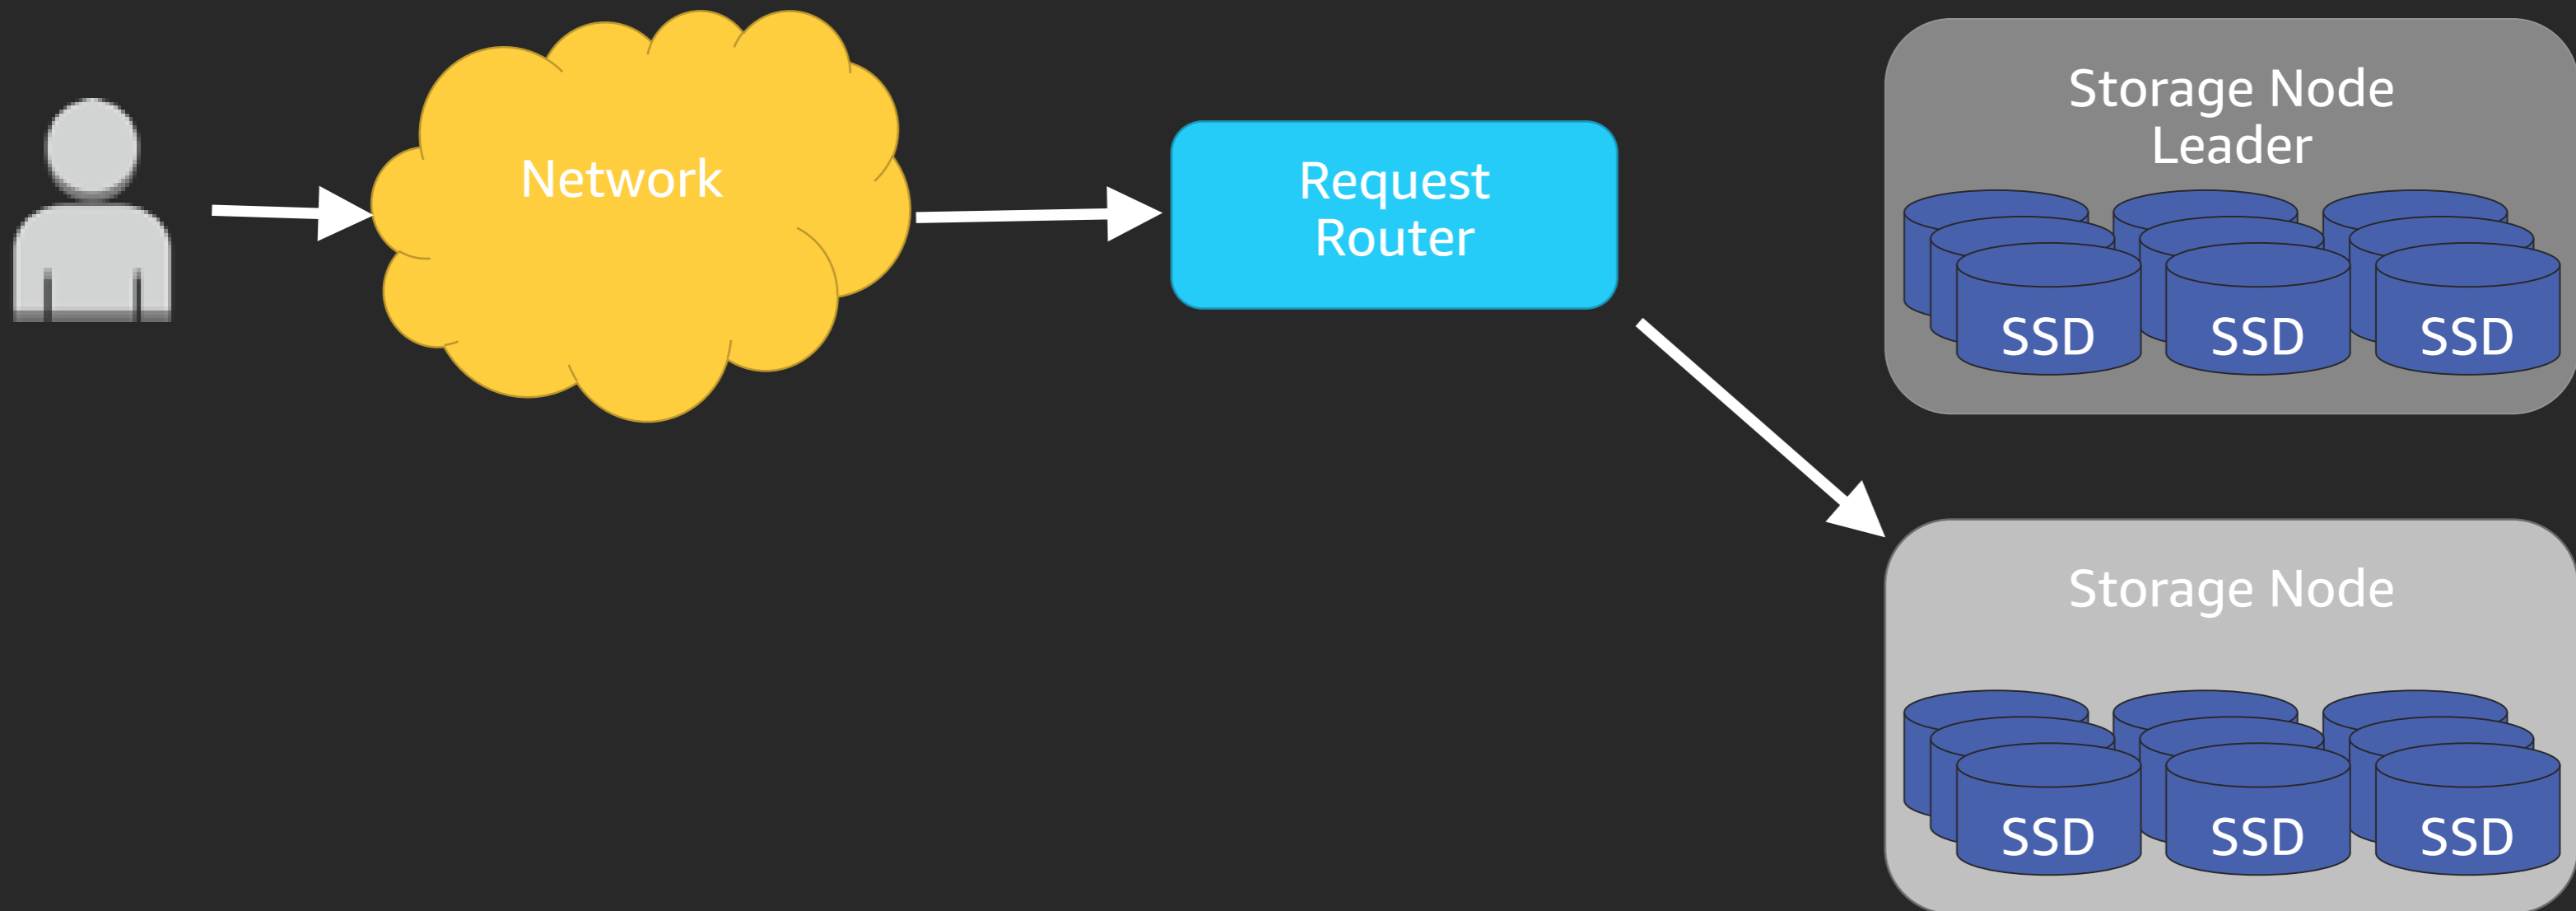 Network
Request
Router
Storage Node
Leader
SSD SSD SSD
Storage Node
SSD SSD SSD